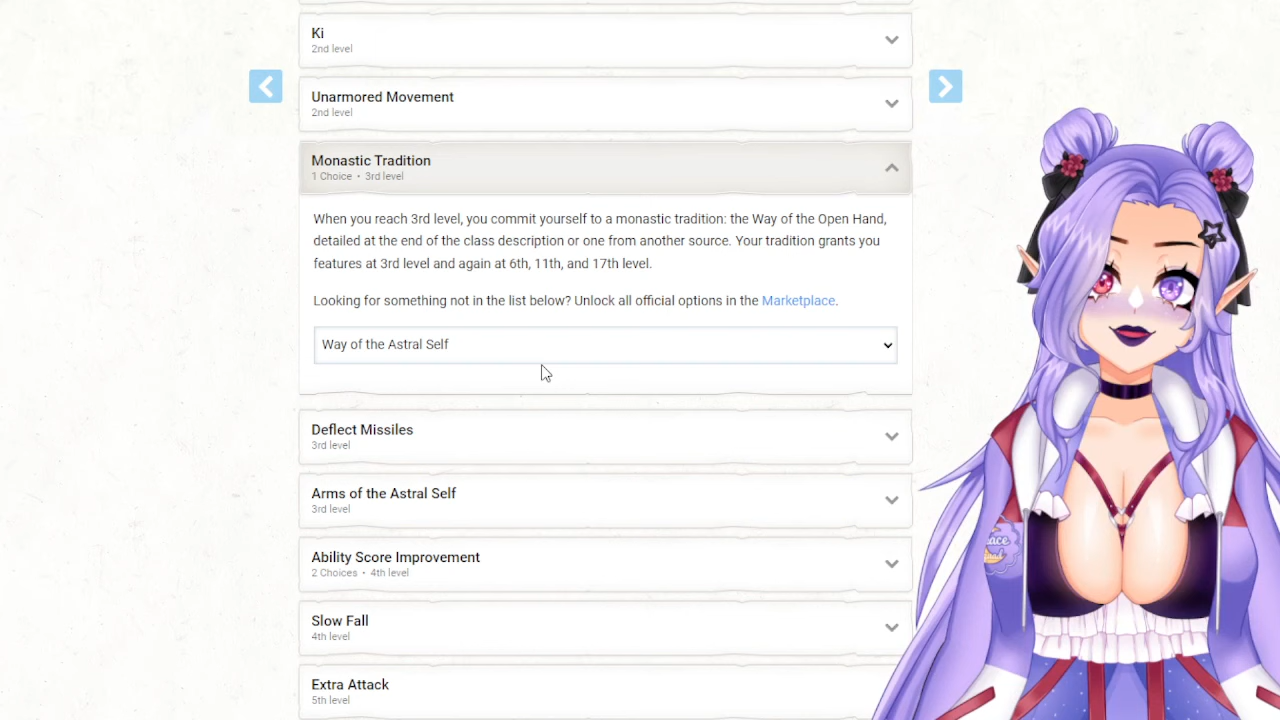 Ki
2nd level
Unarmored Movement
2nd level
Monastic Tradition
1 Choice • 3rd level
When you reach 3rd level, you commit yourself to a monastic tradition: the Way of the Open Hand,
detailed at the end of the class description or one from another source. Your tradition grants you
features at 3rd level and again at 6th, 11th, and 17th level.
Looking for something not in the list below? Unlock all official options in the Marketplace.
Way of the Astral Self
Deflect Missiles
3rd level
Arms of the Astral Self
3rd level
Ability Score Improvement
2 Choices • 4th level
Slow Fall
4th level
Extra Attack
5th level